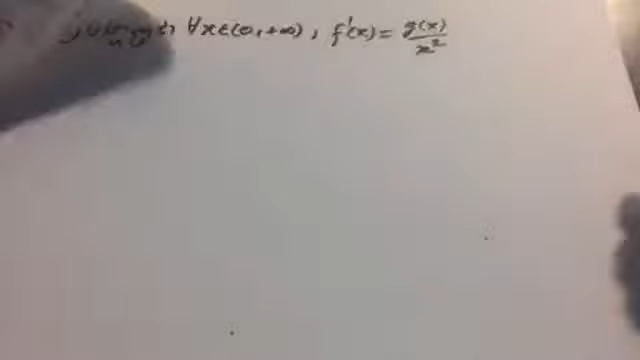 ∀x∈(0,+∞), f'(x) = g(x)/x²